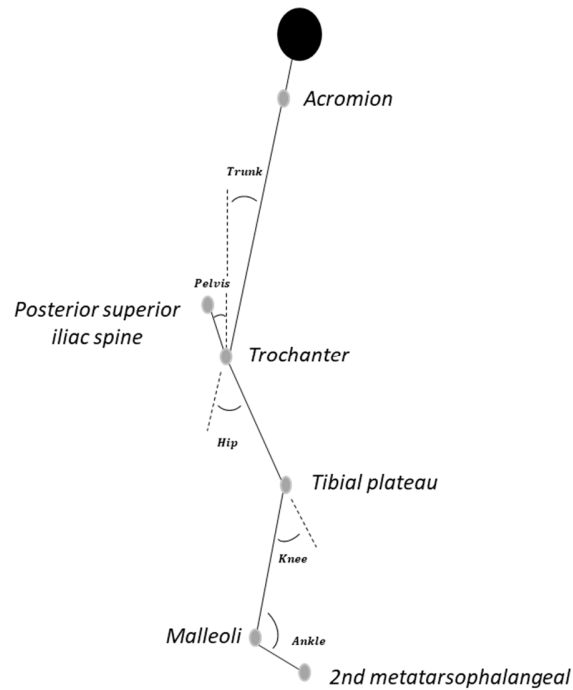 Acromion
Trunk
Pelvis
Posterior superior
iliac spine
Trochanter
Hip
Tibial plateau
Knee
Malleoli
Ankle
2nd metatarsophalangeal